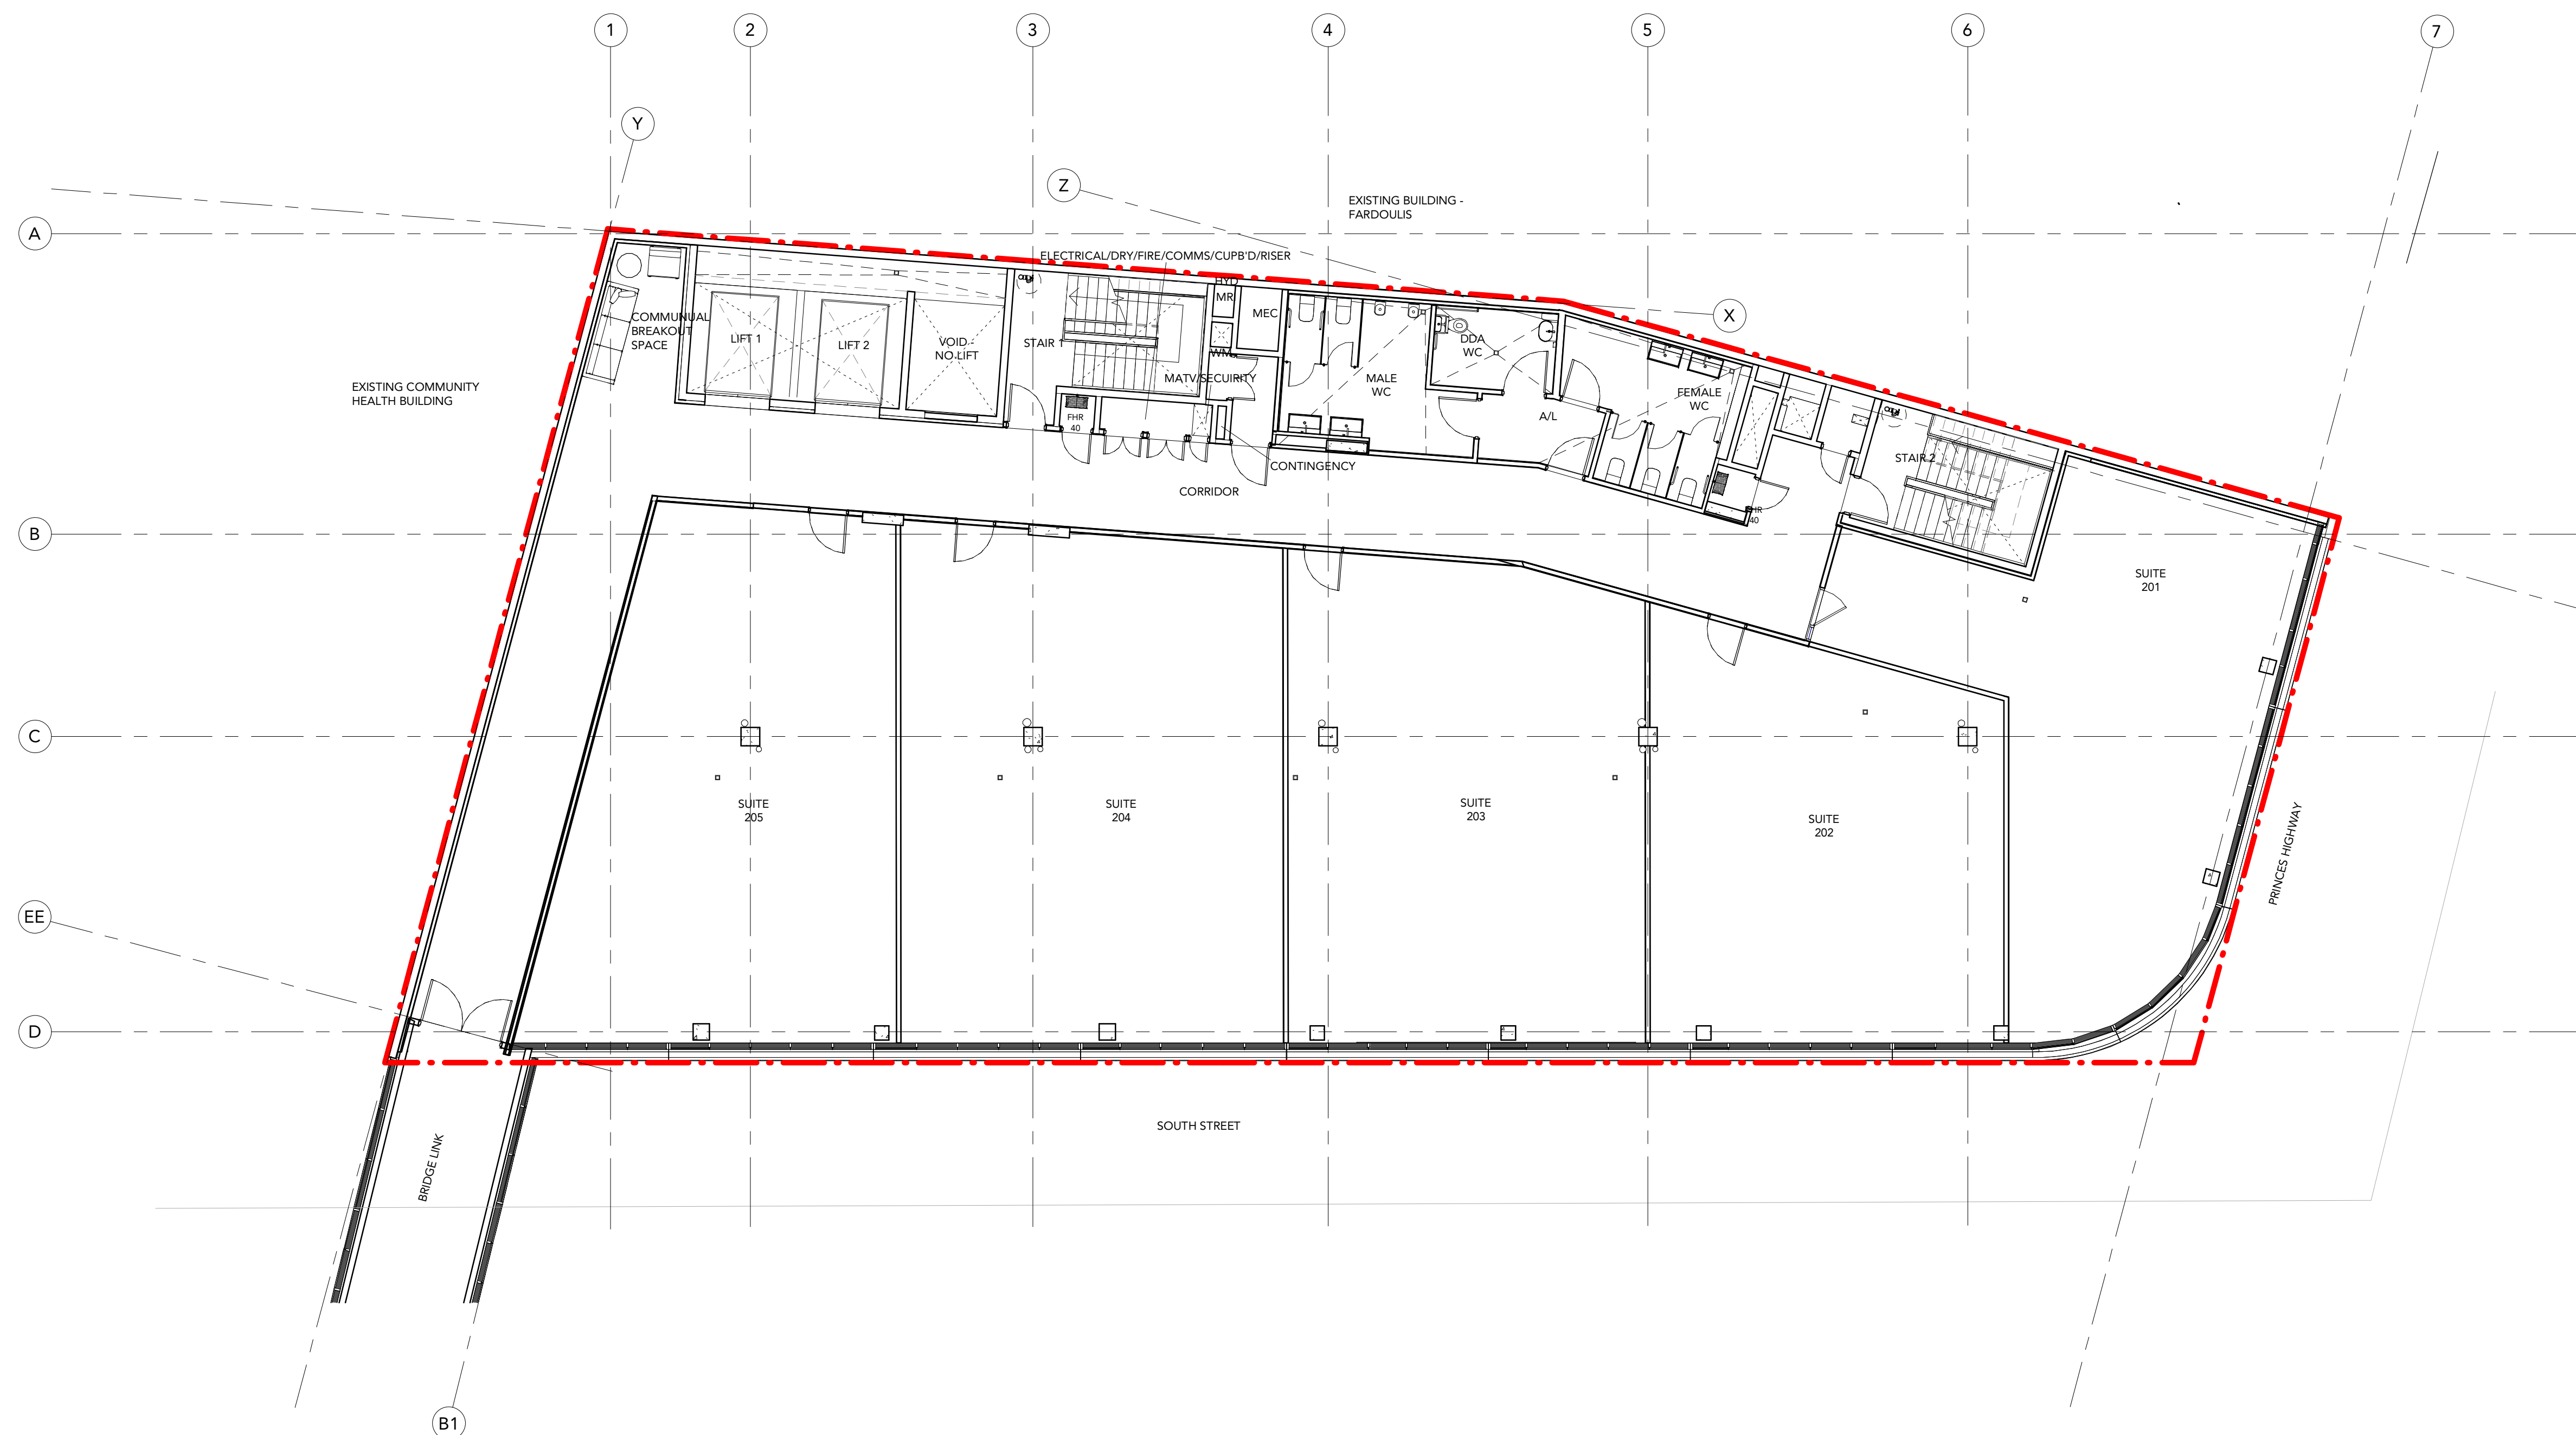 1
2
3
4
5
6
7
Y
Z
EXISTING BUILDING -
FARDOULIS
A
ELECTRICAL/DRY/FIRE/COMMS/CUPB'D/RISER
HYD
MR
MEC
X
COMMUNUAL
BREAKOUT
SPACE
LIFT 1
LIFT 2
VOID -
NO LIFT
STAIR 1
WM
DDA
WC
EXISTING COMMUNITY
HEALTH BUILDING
MATV/SECUIRITY
MALE
WC
FEMALE
WC
FHR
40
A/L
CONTINGENCY
STAIR 2
CORRIDOR
FHR
40
B
SUITE
201
C
SUITE
205
SUITE
204
SUITE
203
SUITE
202
PRINCES HIGHWAY
EE
D
SOUTH STREET
BRIDGE LINK
B1